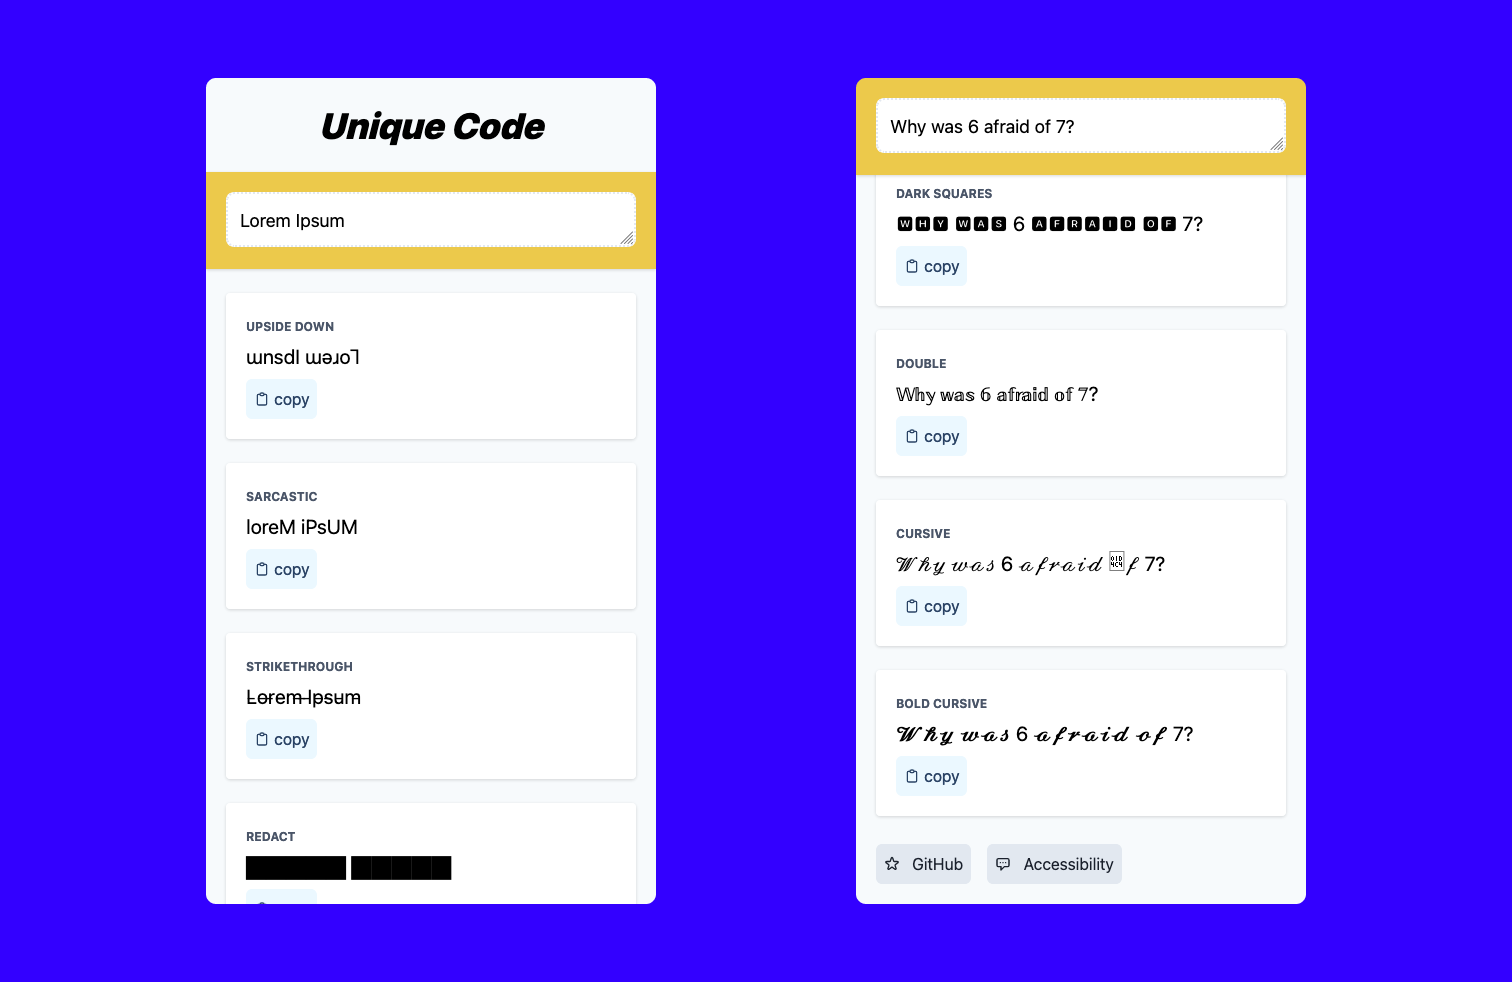 Unique Code
Lorem Ipsum
UPSIDE DOWN
ɯnsdI ɯǝɹo⅂
copy
SARCASTIC
loreM iPsUM
copy
STRIKETHROUGH
L̶o̶r̶e̶m̶ ̶I̶p̶s̶u̶m̶
copy
REDACT
█████ █████
Why was 6 afraid of 7?
DARK SQUARES
🆆🅷🆈 🆆🅰🆂 6 🅰🅵🆁🅰🅸🅳 🅾🅵 7?
copy
DOUBLE
𝕎𝕙𝕪 𝕨𝕒𝕤 𝟞 𝕒𝕗𝕣𝕒𝕚𝕕 𝕠𝕗 𝟟?
copy
CURSIVE
𝒲𝒽𝓎 𝓌𝒶𝓈 6 𝒶𝒻𝓇𝒶𝒾𝒹 𝒻 7?
copy
BOLD CURSIVE
𝓦𝓱𝔂 𝔀𝓪𝓼 6 𝓪𝓯𝓻𝓪𝓲𝓭 𝓸𝓯 7?
copy
GitHub
Accessibility